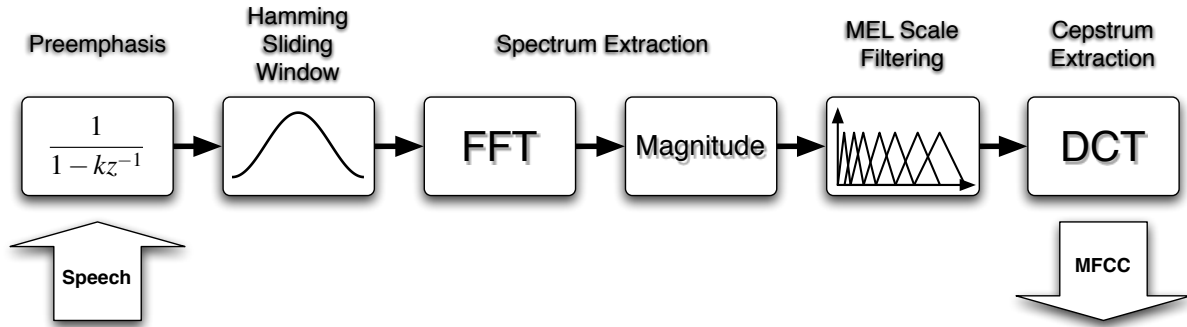 Preemphasis
Hamming
Sliding
Window
Spectrum Extraction
MEL Scale
Filtering
Cepstrum
Extraction
1
1 − kz⁻¹
FFT
Magnitude
DCT
Speech
MFCC